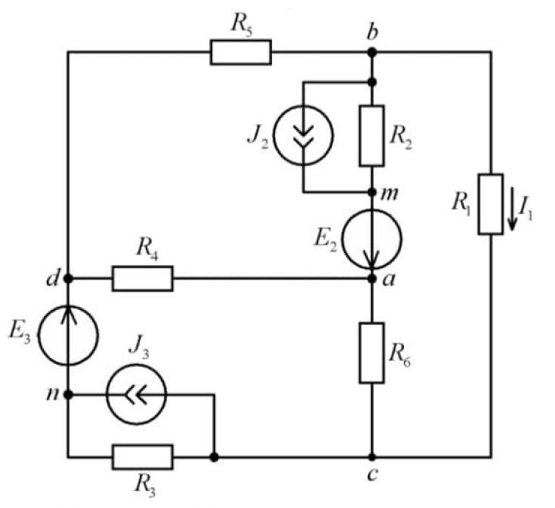 R₅
b
J₂
R₂
m
R₁
I₁
E₂
R₄
d
a
E₃
J₃
R₆
n
R₃
c